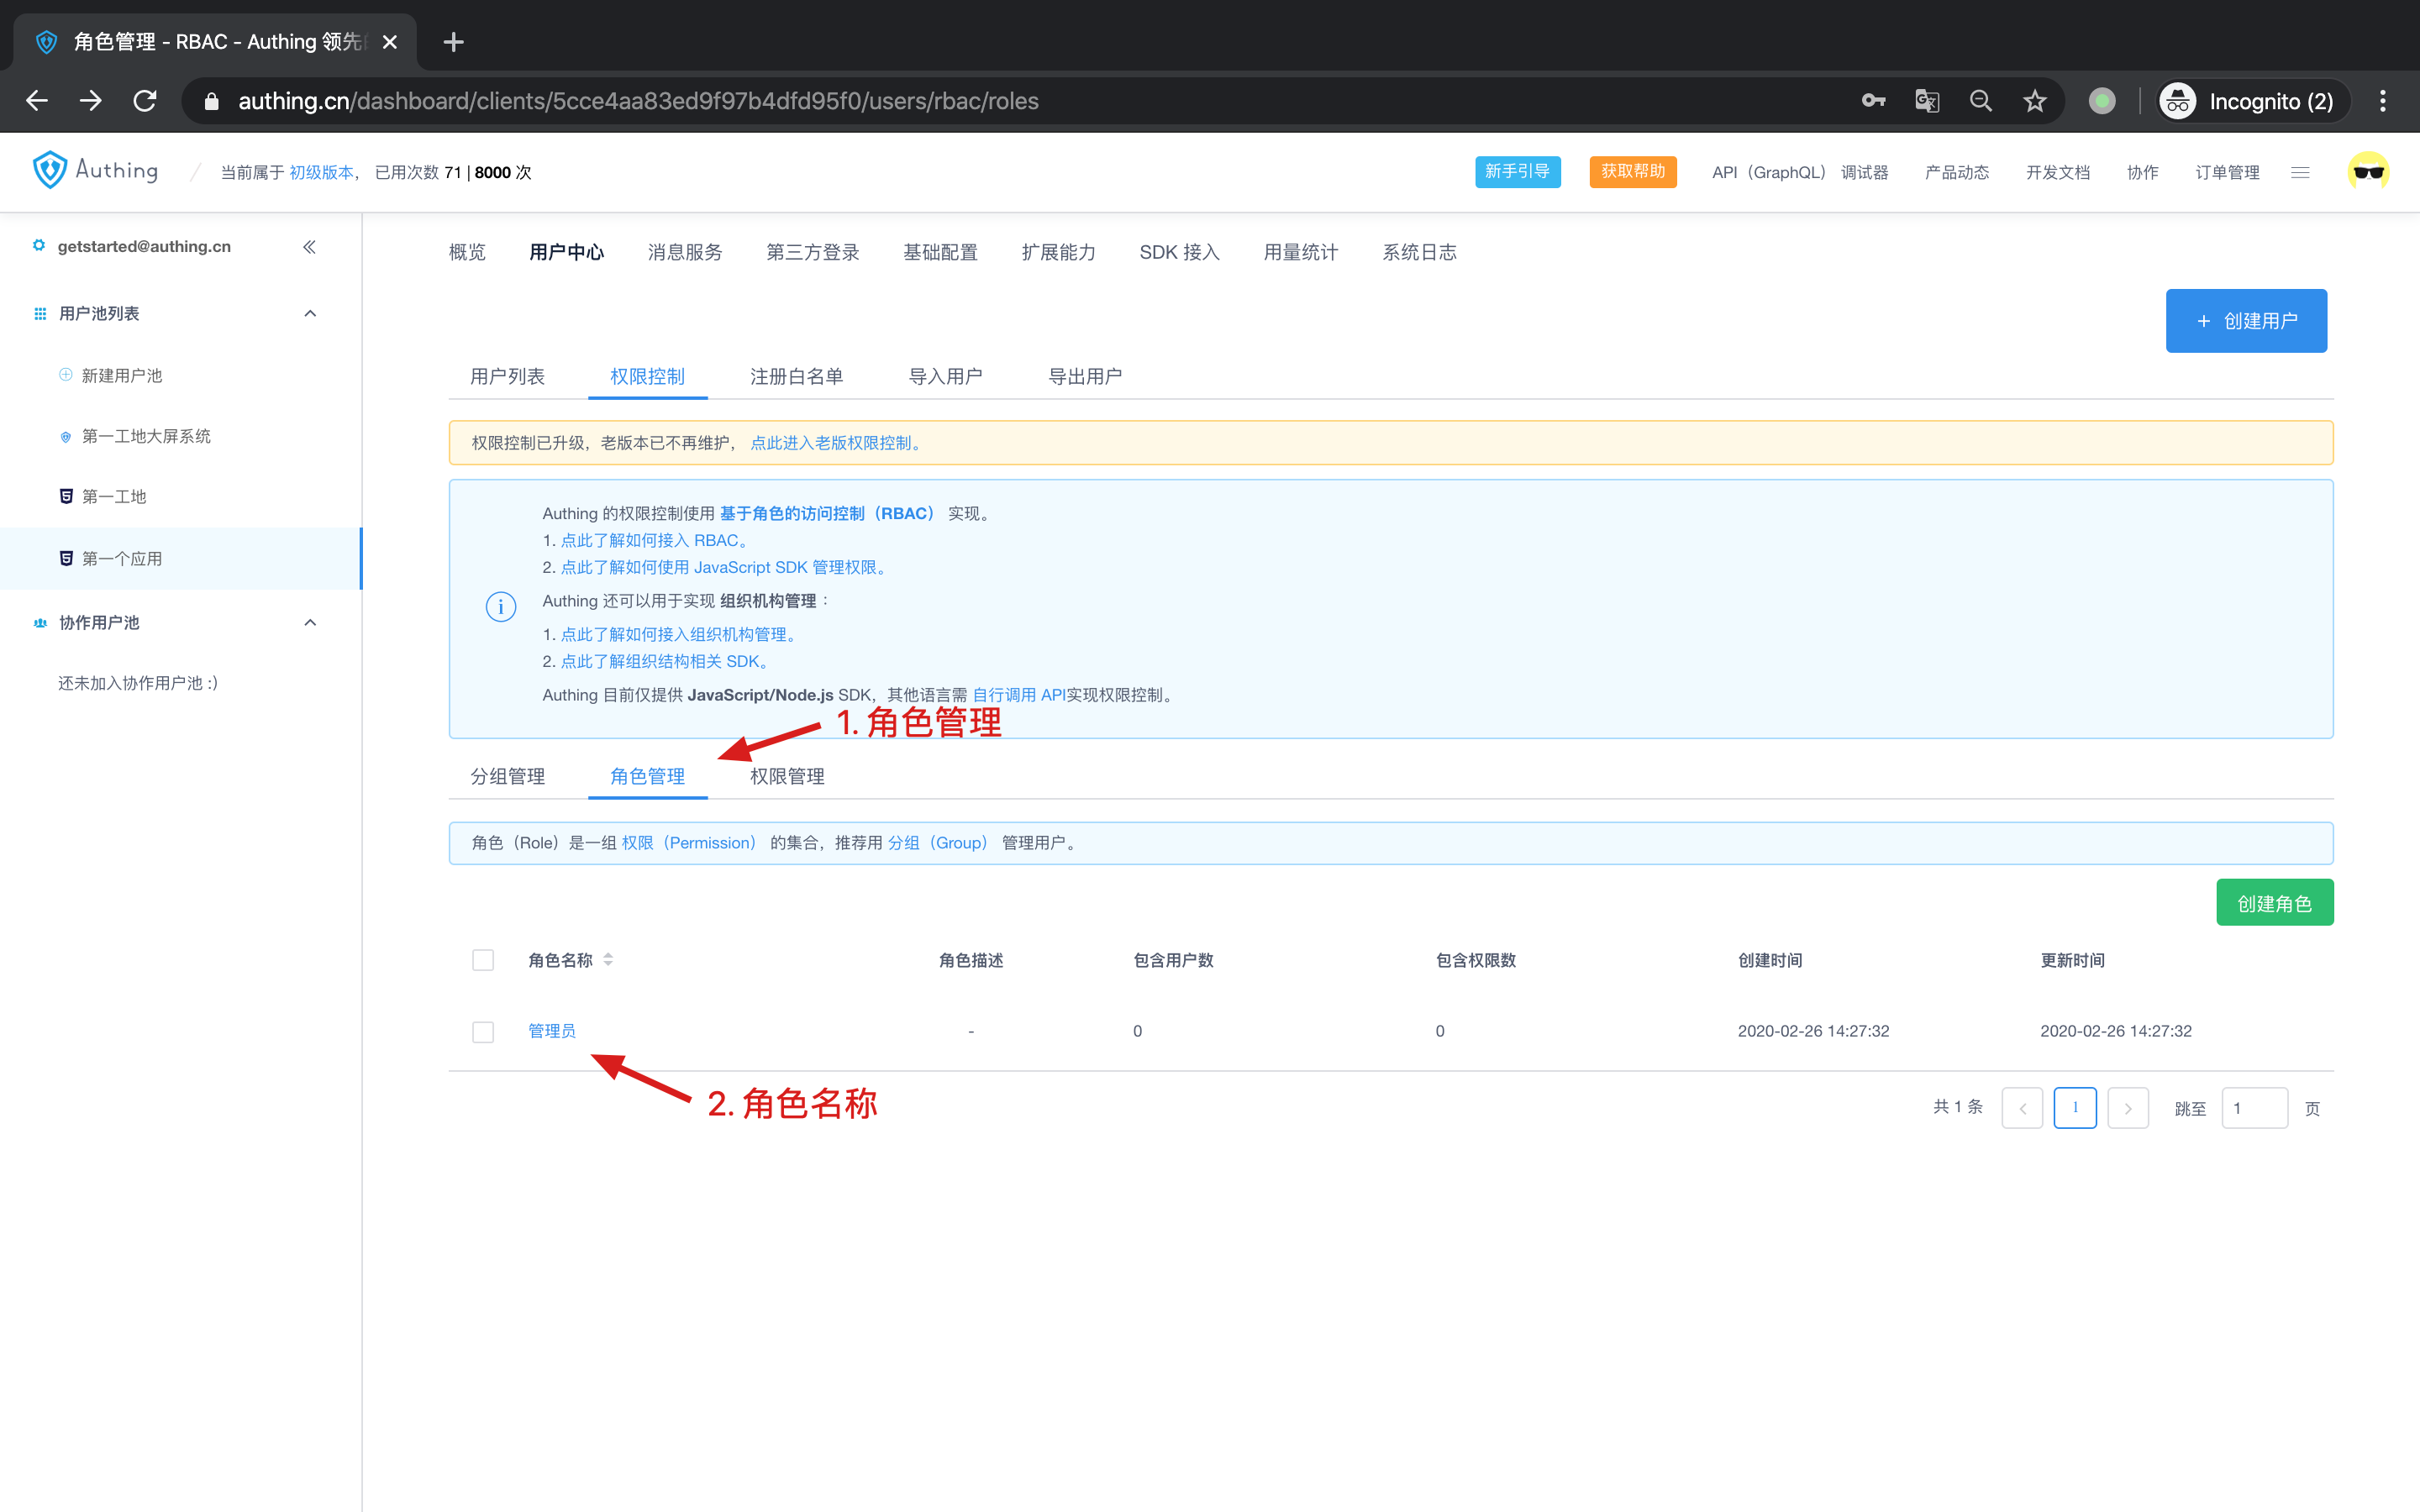 角色管理 - RBAC - Authing 领先
authing.cn/dashboard/clients/5cce4aa83ed9f97b4dfd95f0/users/rbac/roles
Incognito (2)
Authing
当前属于 初级版本， 已用次数 71 | 8000 次
新手引导
获取帮助
API（GraphQL） 调试器
产品动态
开发文档
协作
订单管理
getstarted@authing.cn
用户池列表
新建用户池
第一工地大屏系统
第一工地
第一个应用
协作用户池
还未加入协作用户池 :)
概览 用户中心 消息服务 第三方登录 基础配置 扩展能力 SDK 接入 用量统计 系统日志
+ 创建用户
用户列表 权限控制 注册白名单 导入用户 导出用户
权限控制已升级，老版本已不再维护， 点此进入老版权限控制。
Authing 的权限控制使用 基于角色的访问控制（RBAC） 实现。
1. 点此了解如何接入 RBAC。
2. 点此了解如何使用 JavaScript SDK 管理权限。
Authing 还可以用于实现 组织机构管理：
1. 点此了解如何接入组织机构管理。
2. 点此了解组织结构相关 SDK。
Authing 目前仅提供 JavaScript/Node.js SDK，其他语言需 自行调用 API实现权限控制。
1. 角色管理
分组管理 角色管理 权限管理
角色（Role）是一组 权限（Permission） 的集合，推荐用 分组（Group） 管理用户。
创建角色
角色名称 角色描述 包含用户数 包含权限数 创建时间 更新时间
管理员 - 0 0 2020-02-26 14:27:32 2020-02-26 14:27:32
2. 角色名称
共 1 条 1 跳至 1 页